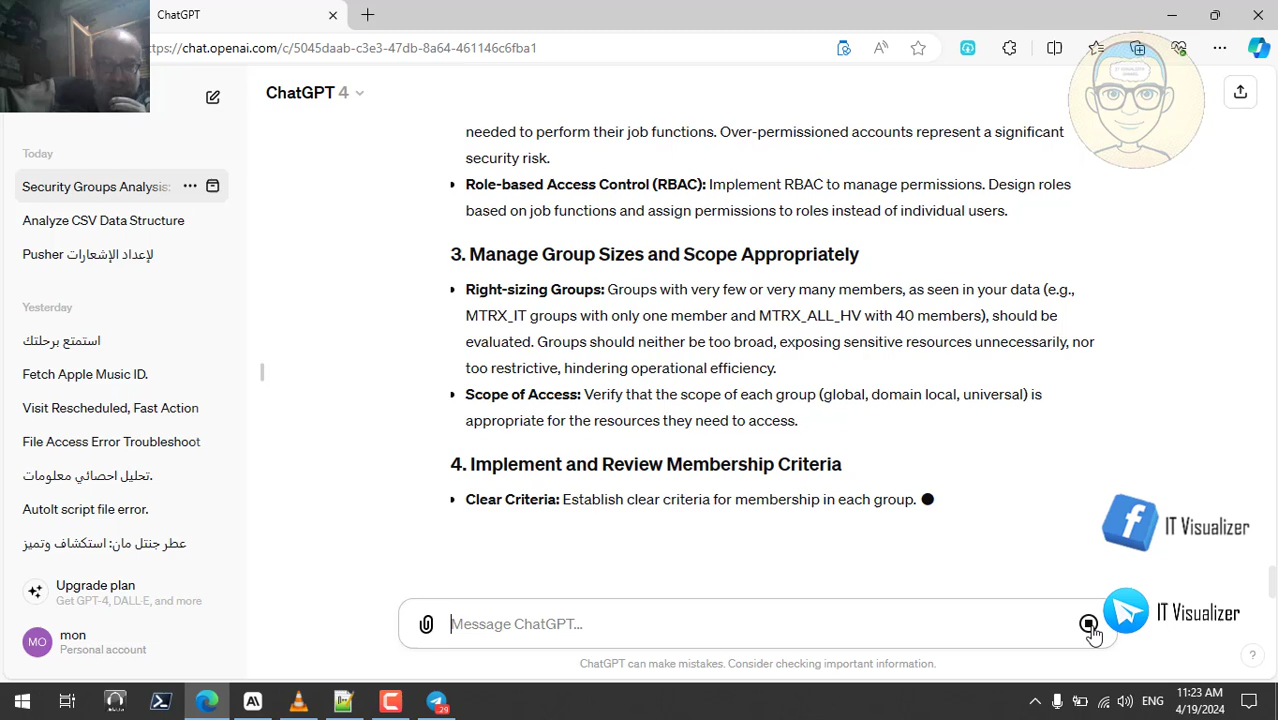 ChatGPT
ttps://chat.openai.com/c/5045daab-c3e3-47db-8a64-461146c6fba1
IT VISUALIZER
ChatGPT 4
Today
Security Groups Analysis:
Analyze CSV Data Structure
لإعداد الإشعارات Pusher
Yesterday
استمتع برحلتك
Fetch Apple Music ID.
Visit Rescheduled, Fast Action
File Access Error Troubleshoot
تحليل احصائي معلومات.
AutoIt script file error.
عطر جنتل مان: استكشاف وتميز
Upgrade plan
Get GPT-4, DALL·E, and more
MO
mon
Personal account
needed to perform their job functions. Over-permissioned accounts represent a significant
security risk.
Role-based Access Control (RBAC): Implement RBAC to manage permissions. Design roles
based on job functions and assign permissions to roles instead of individual users.
3. Manage Group Sizes and Scope Appropriately
Right-sizing Groups: Groups with very few or very many members, as seen in your data (e.g.,
MTRX_IT groups with only one member and MTRX_ALL_HV with 40 members), should be
evaluated. Groups should neither be too broad, exposing sensitive resources unnecessarily, nor
too restrictive, hindering operational efficiency.
Scope of Access: Verify that the scope of each group (global, domain local, universal) is
appropriate for the resources they need to access.
4. Implement and Review Membership Criteria
Clear Criteria: Establish clear criteria for membership in each group.
IT Visualizer
IT Visualizer
Message ChatGPT...
ChatGPT can make mistakes. Consider checking important information.
?
29
ENG
11:23 AM
4/19/2024